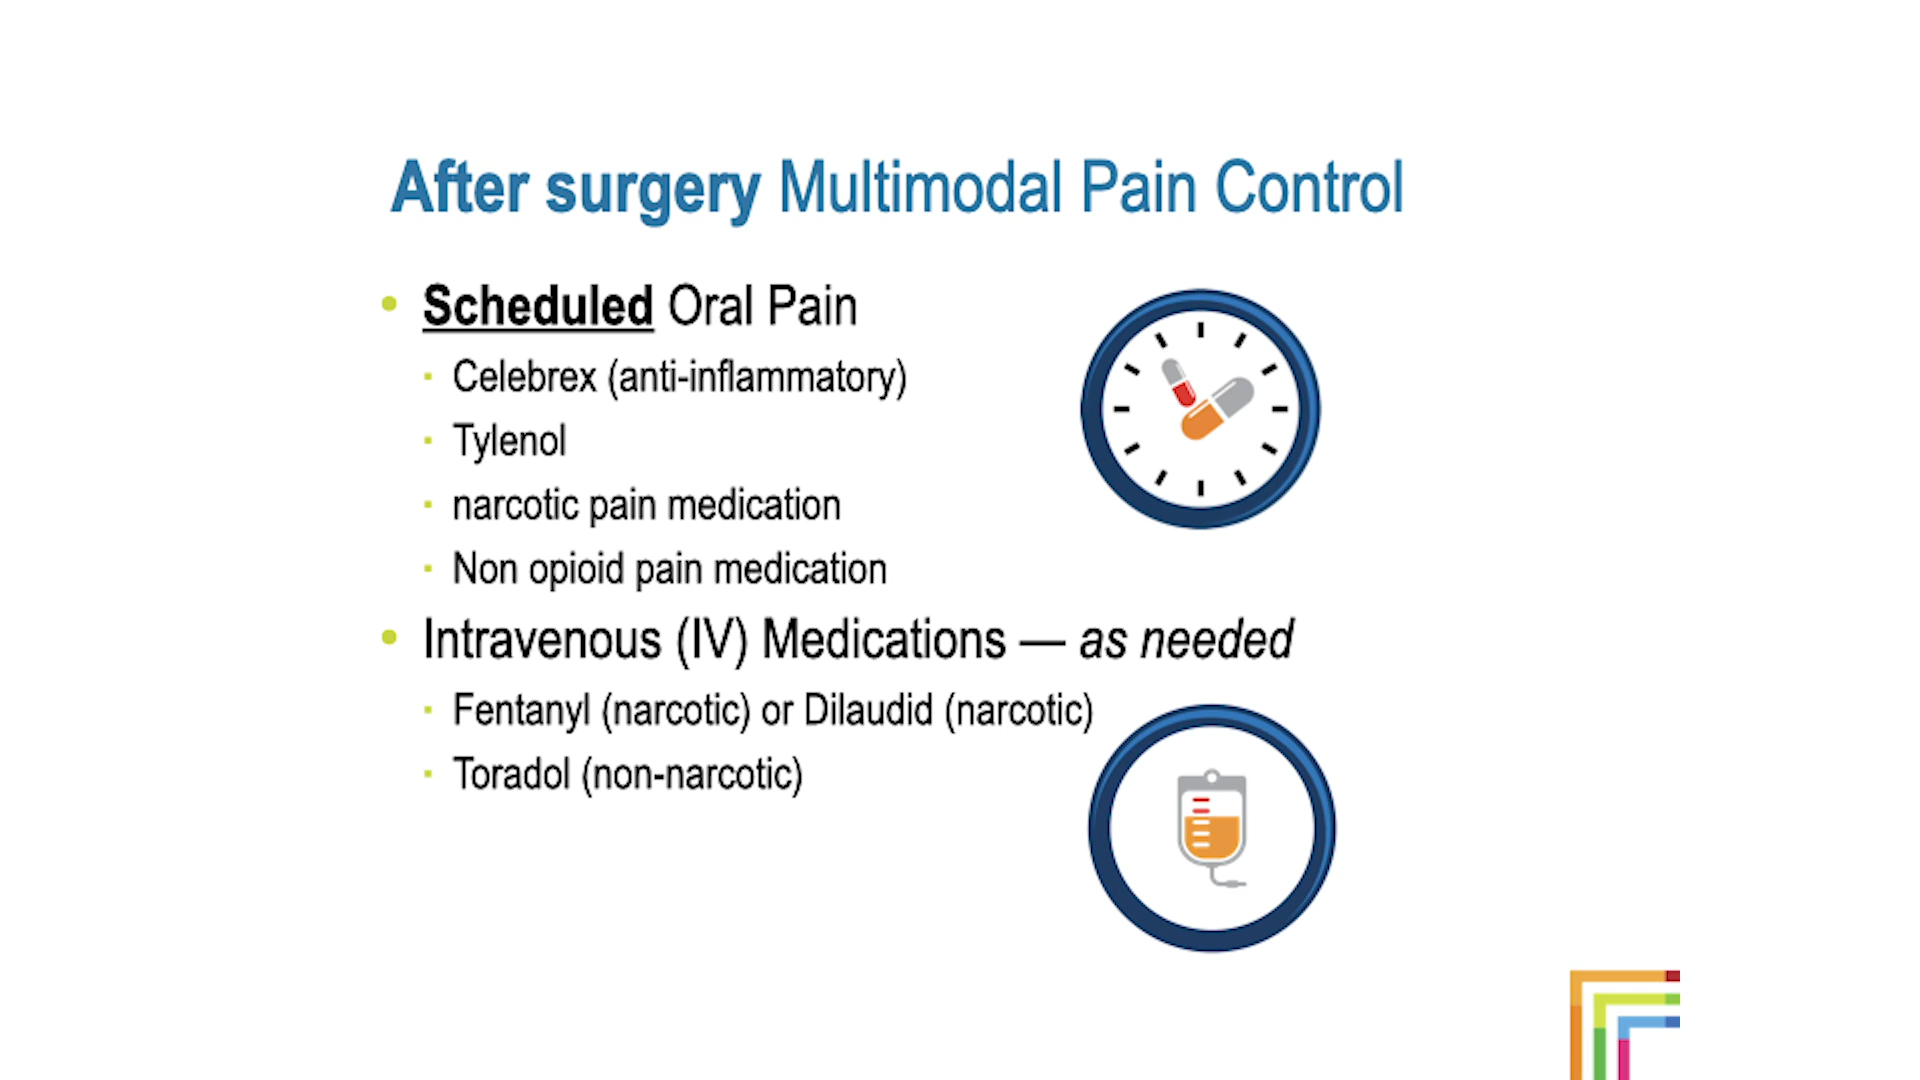 After surgery Multimodal Pain Control
• Scheduled Oral Pain
▪ Celebrex (anti-inflammatory)
▪ Tylenol
▪ narcotic pain medication
▪ Non opioid pain medication
• Intravenous (IV) Medications — as needed
▪ Fentanyl (narcotic) or Dilaudid (narcotic)
▪ Toradol (non-narcotic)